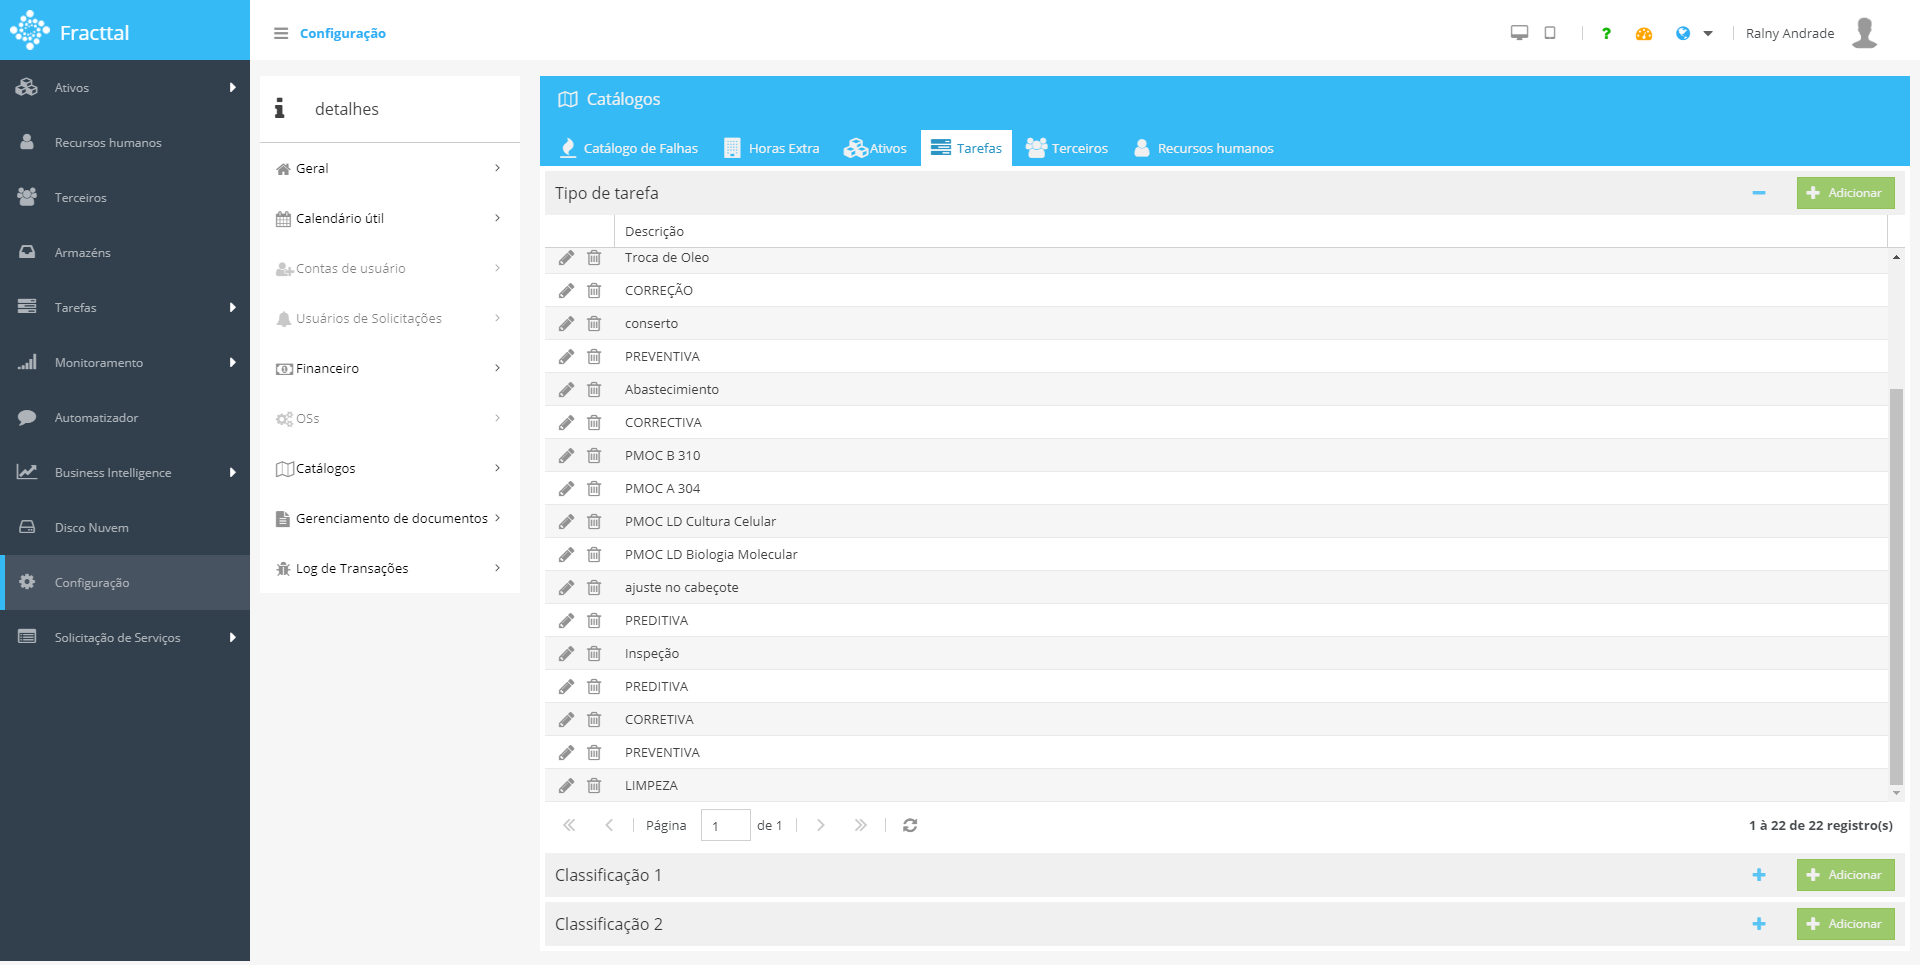 Fracttal
Configuração
?
Ralny Andrade
Ativos
Recursos humanos
Terceiros
Armazéns
Tarefas
Monitoramento
Automatizador
Business Intelligence
Disco Nuvem
Configuração
Solicitação de Serviços
detalhes
Geral
Calendário útil
Contas de usuário
Usuários de Solicitações
Financeiro
OSs
Catálogos
Gerenciamento de documentos
Log de Transações
Catálogos
Catálogo de Falhas
Horas Extra
Ativos
Tarefas
Terceiros
Recursos humanos
Tipo de tarefa
Adicionar
Descrição
Troca de Oleo
CORREÇÃO
conserto
PREVENTIVA
Abastecimiento
CORRECTIVA
PMOC B 310
PMOC A 304
PMOC LD Cultura Celular
PMOC LD Biologia Molecular
ajuste no cabeçote
PREDITIVA
Inspeção
PREDITIVA
CORRETIVA
PREVENTIVA
LIMPEZA
Página 1 de 1
1 à 22 de 22 registro(s)
Classificação 1
Adicionar
Classificação 2
Adicionar